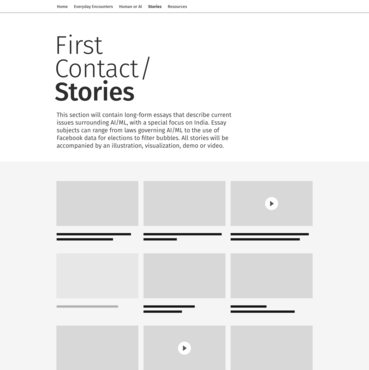 Home
Everyday Encounters
Human or AI
Stories
Resources
First
Contact/
Stories
This section will contain long-form essays that describe current
issues surrounding AI/ML, with a special focus on India. Essay
subjects can range from laws governing AI/ML to the use of
Facebook data for elections to filter bubbles. All stories will be
accompanied by an illustration, visualization, demo or video.